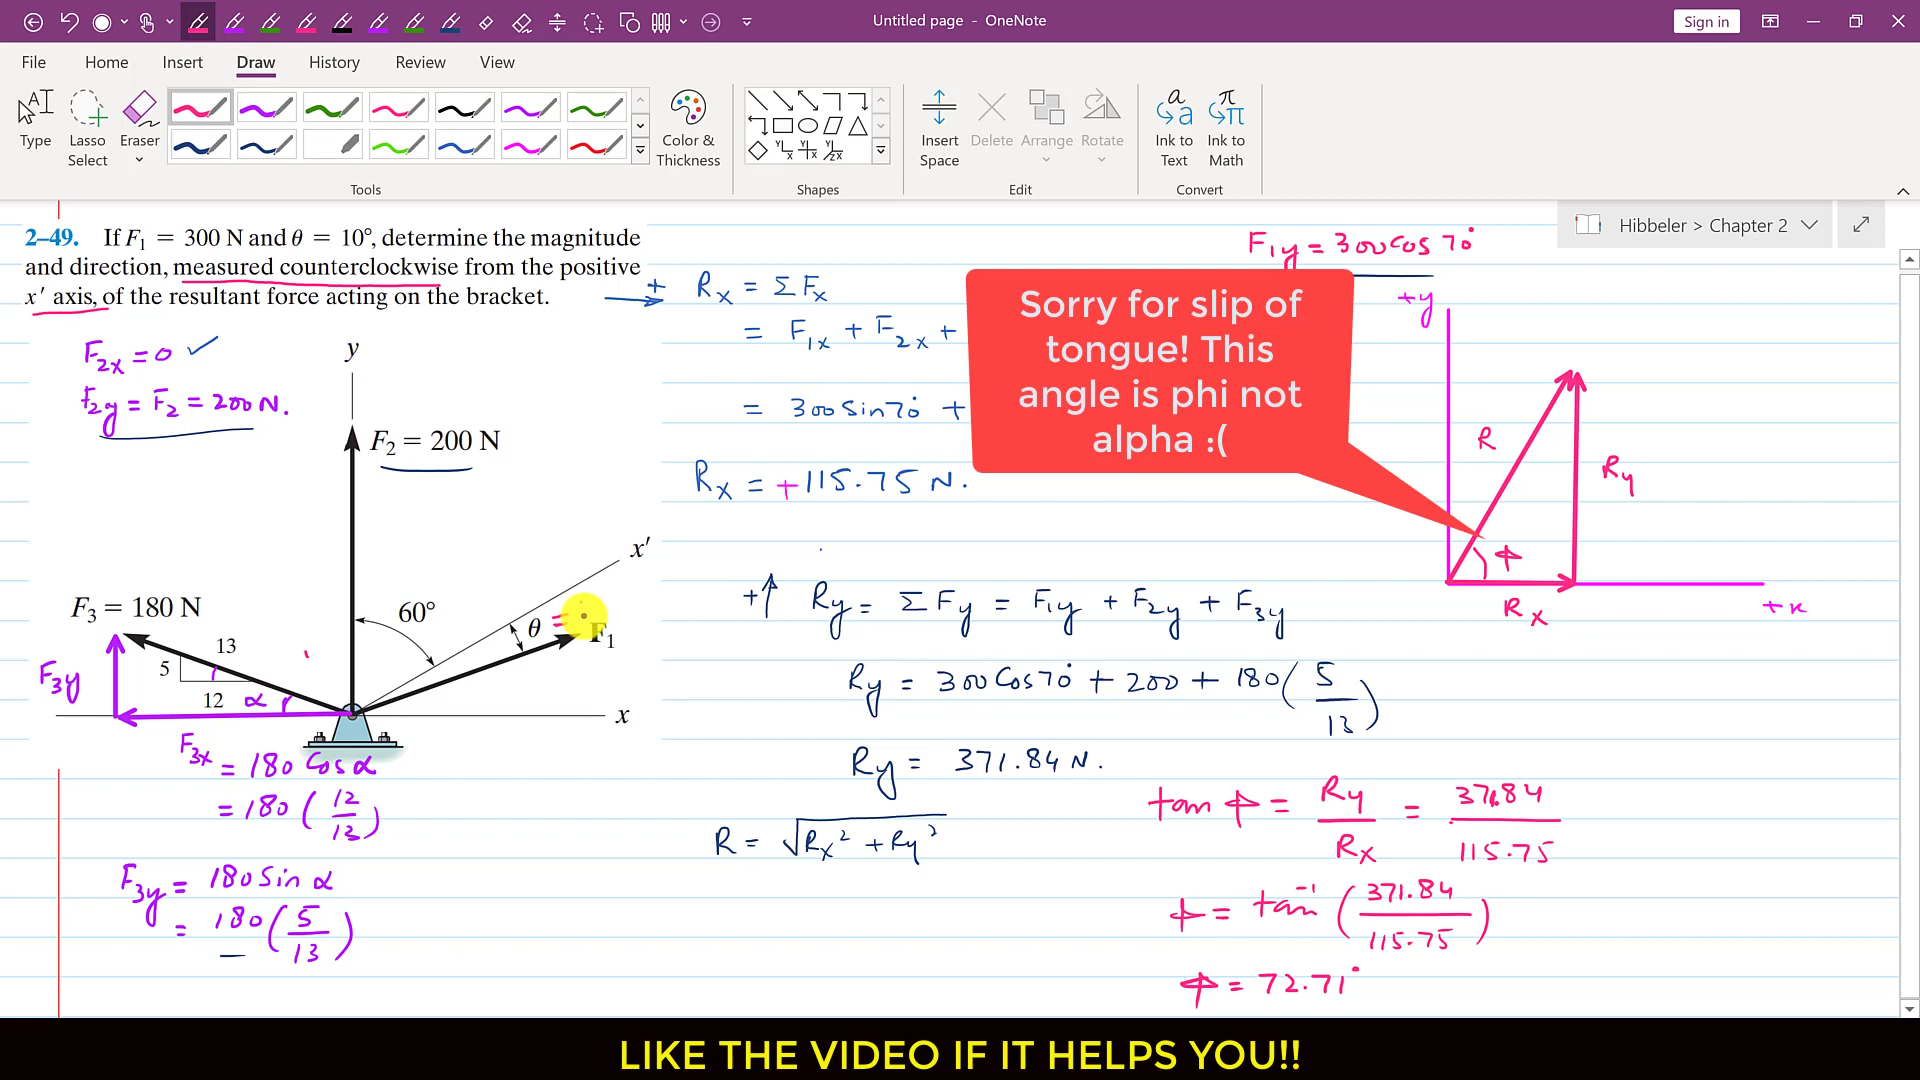 Untitled page - OneNote
Sign in
File Home Insert Draw History Review View
Type
Lasso Select
Eraser
Color & Thickness
Insert Space
Delete
Arrange
Rotate
Ink to Text
Ink to Math
Tools
Shapes
Edit
Convert
Hibbeler > Chapter 2
2–49. If F₁ = 300 N and θ = 10°, determine the magnitude
and direction, measured counterclockwise from the positive
x′ axis, of the resultant force acting on the bracket.
F₂x = 0 ✓
F₂y = F₂ = 200 N.
y
F₂ = 200 N
x′
F₃ = 180 N
60°
θ =
F₁
13
5
12
α
F₃y
x
F₃x = 180 Cos α
= 180 (12/13)
F₃y = 180 Sin α
= 180 (5/13)
+→ Rx = ΣFx
= F₁x + F₂x +
= 300 Sin70° +
Rx = +115.75 N.
+↑ Ry = ΣFy = F₁y + F₂y + F₃y
Ry = 300 Cos70° + 200 + 180 (5/13)
Ry = 371.84 N.
R = √(Rx² + Ry²)
F₁y = 300 cos 70°
Sorry for slip of
tongue! This
angle is phi not
alpha :(
+y
R
Ry
ϕ
Rx
+x
tan ϕ = Ry/Rx = 371.84/115.75
ϕ = tan⁻¹ (371.84/115.75)
ϕ = 72.71°
LIKE THE VIDEO IF IT HELPS YOU!!